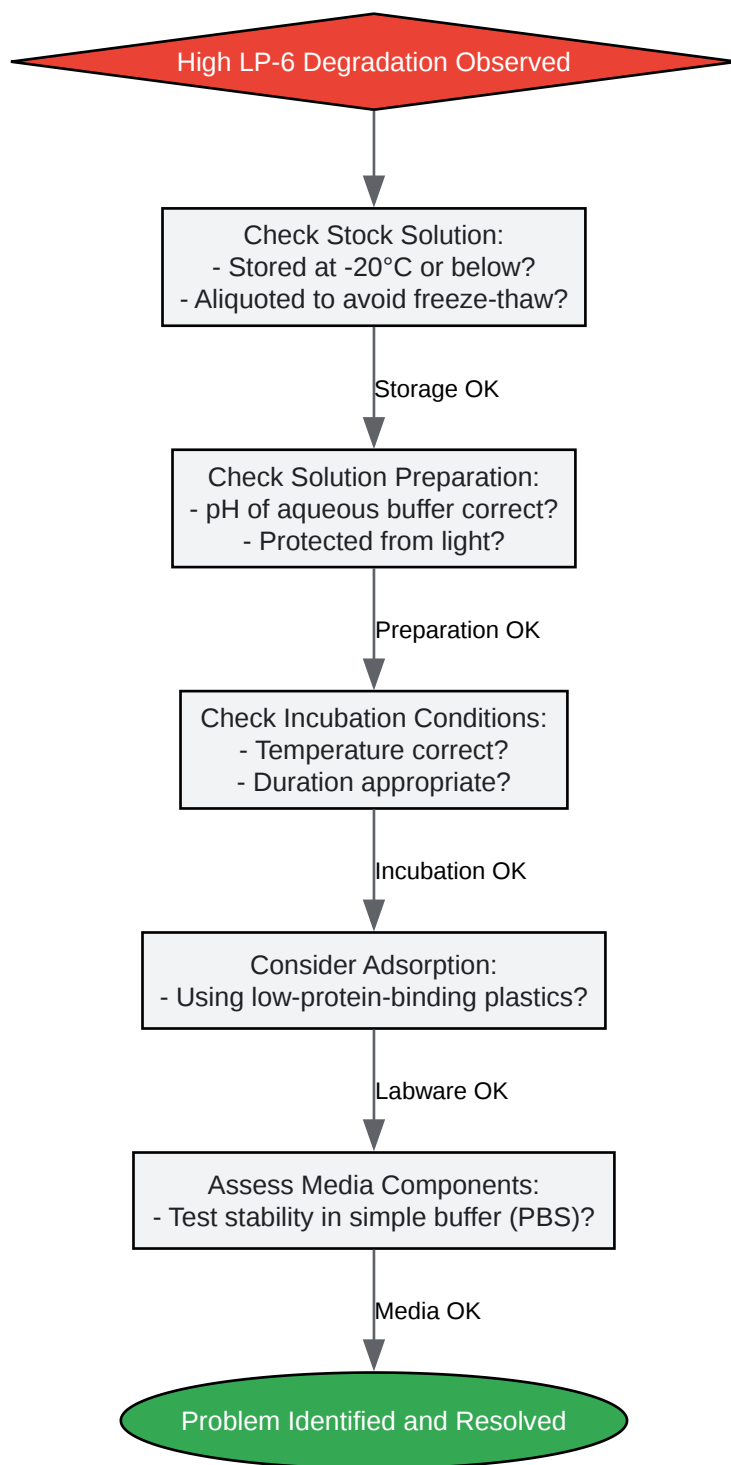 High LP-6 Degradation Observed
Check Stock Solution:
- Stored at -20°C or below?
- Aliquoted to avoid freeze-thaw?
Storage OK
Check Solution Preparation:
- pH of aqueous buffer correct?
- Protected from light?
Preparation OK
Check Incubation Conditions:
- Temperature correct?
- Duration appropriate?
Incubation OK
Consider Adsorption:
- Using low-protein-binding plastics?
Labware OK
Assess Media Components:
- Test stability in simple buffer (PBS)?
Media OK
Problem Identified and Resolved